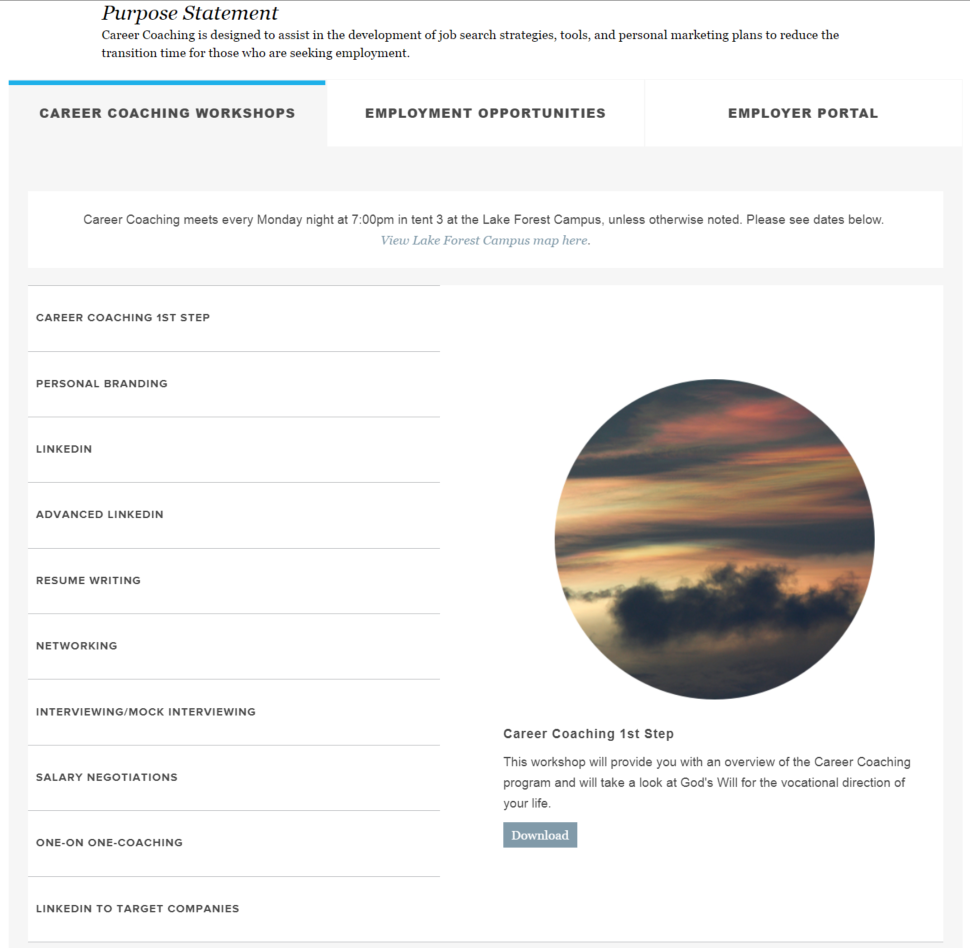 Purpose Statement
Career Coaching is designed to assist in the development of job search strategies, tools, and personal marketing plans to reduce the
transition time for those who are seeking employment.
CAREER COACHING WORKSHOPS
EMPLOYMENT OPPORTUNITIES
EMPLOYER PORTAL
Career Coaching meets every Monday night at 7:00pm in tent 3 at the Lake Forest Campus, unless otherwise noted. Please see dates below.
View Lake Forest Campus map here.
CAREER COACHING 1ST STEP
PERSONAL BRANDING
LINKEDIN
ADVANCED LINKEDIN
RESUME WRITING
NETWORKING
INTERVIEWING/MOCK INTERVIEWING
SALARY NEGOTIATIONS
ONE-ON ONE-COACHING
LINKEDIN TO TARGET COMPANIES
Career Coaching 1st Step
This workshop will provide you with an overview of the Career Coaching
program and will take a look at God's Will for the vocational direction of
your life.
Download